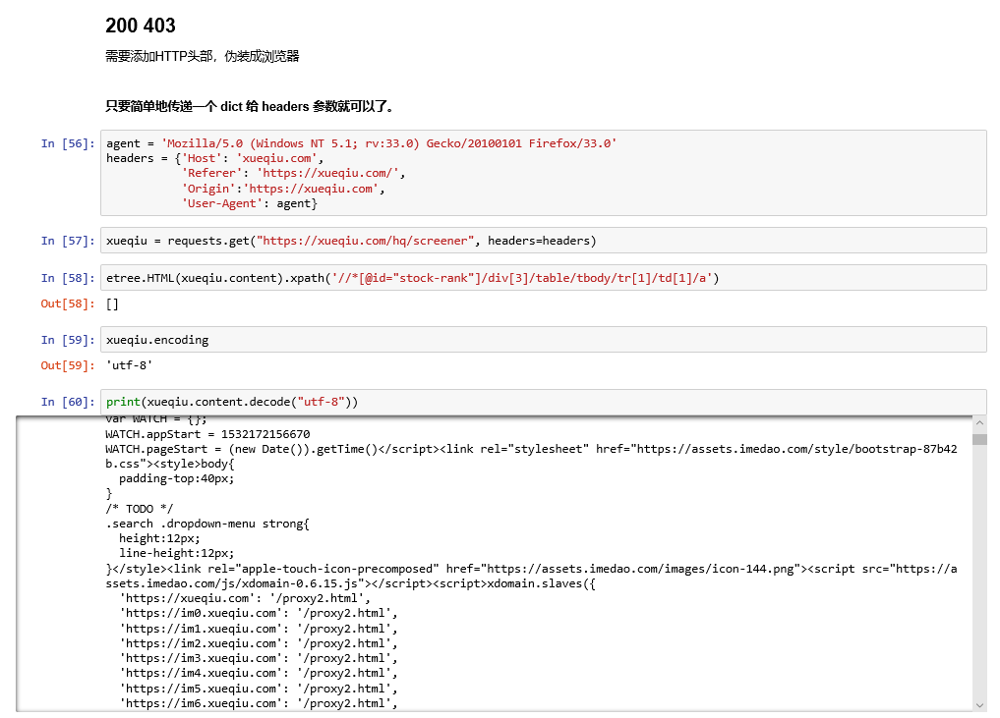 200 403
需要添加HTTP头部，伪装成浏览器
只要简单地传递一个 dict 给 headers 参数就可以了。
In [56]: agent = 'Mozilla/5.0 (Windows NT 5.1; rv:33.0) Gecko/20100101 Firefox/33.0'
headers = {'Host': 'xueqiu.com',
'Referer': 'https://xueqiu.com/',
'Origin':'https://xueqiu.com',
'User-Agent': agent}
In [57]: xueqiu = requests.get("https://xueqiu.com/hq/screener", headers=headers)
In [58]: etree.HTML(xueqiu.content).xpath('//*[@id="stock-rank"]/div[3]/table/tbody/tr[1]/td[1]/a')
Out[58]: []
In [59]: xueqiu.encoding
Out[59]: 'utf-8'
In [60]: print(xueqiu.content.decode("utf-8"))
var WATCH = {};
WATCH.appStart = 1532172156670
WATCH.pageStart = (new Date()).getTime()</script><link rel="stylesheet" href="https://assets.imedao.com/style/bootstrap-87b42
b.css"><style>body{
padding-top:40px;
}
/* TODO */
.search .dropdown-menu strong{
height:12px;
line-height:12px;
}</style><link rel="apple-touch-icon-precomposed" href="https://assets.imedao.com/images/icon-144.png"><script src="https://a
ssets.imedao.com/js/xdomain-0.6.15.js"></script><script>xdomain.slaves({
'https://xueqiu.com': '/proxy2.html',
'https://im0.xueqiu.com': '/proxy2.html',
'https://im1.xueqiu.com': '/proxy2.html',
'https://im2.xueqiu.com': '/proxy2.html',
'https://im3.xueqiu.com': '/proxy2.html',
'https://im4.xueqiu.com': '/proxy2.html',
'https://im5.xueqiu.com': '/proxy2.html',
'https://im6.xueqiu.com': '/proxy2.html',